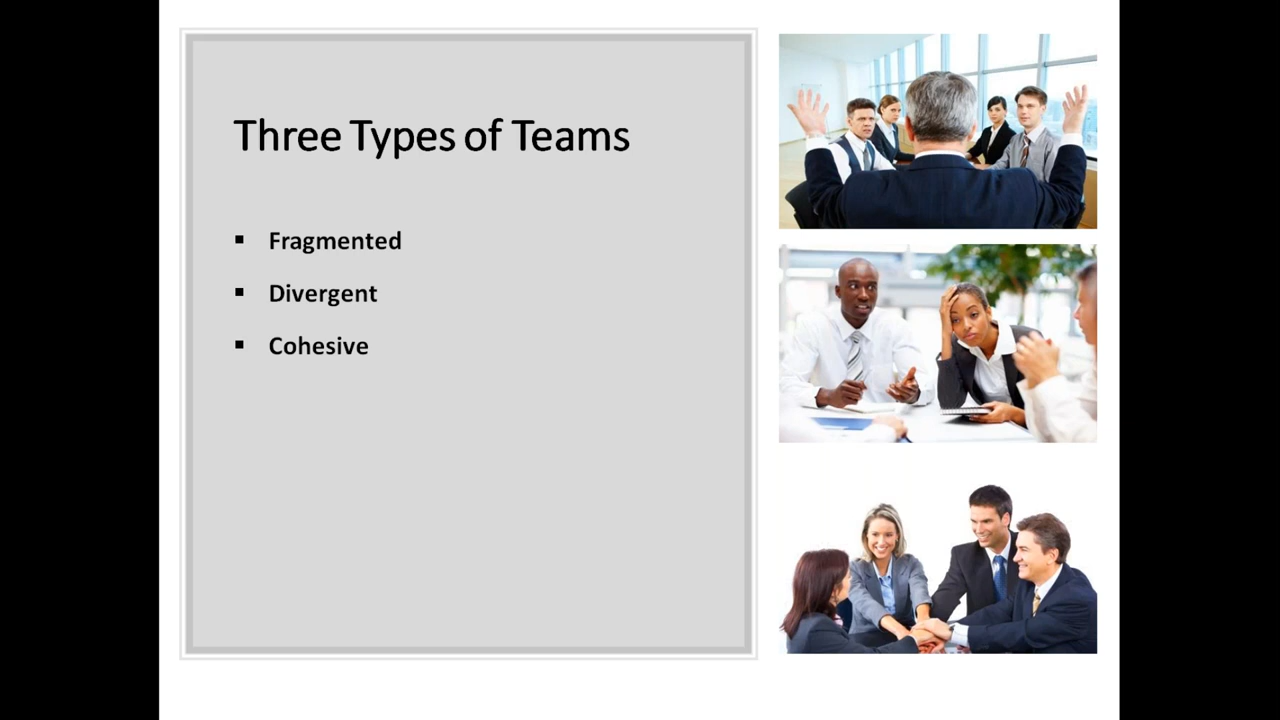 Three Types of Teams
▪ Fragmented
▪ Divergent
▪ Cohesive